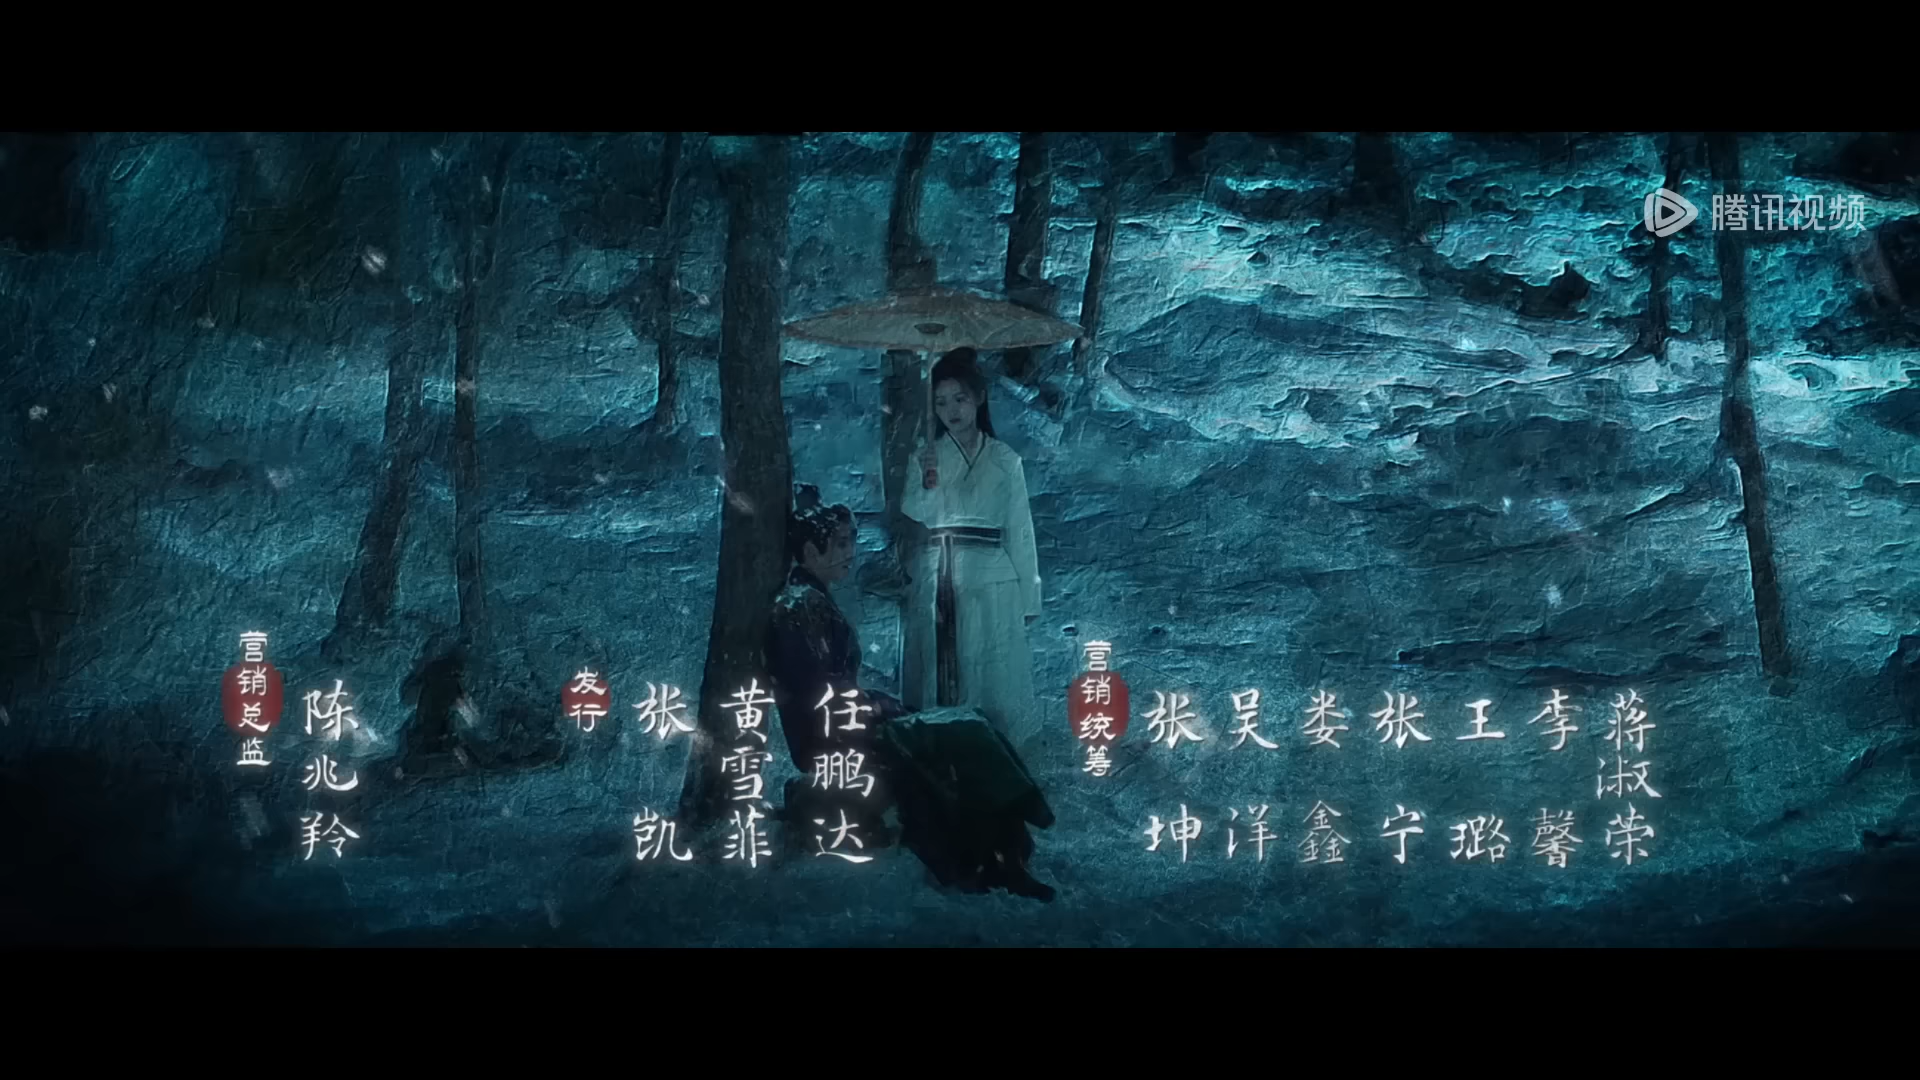 腾讯视频
营销总监
陈兆羚
发行
张凯
黄雪菲
任鹏达
营销统筹
张坤
吴洋
娄鑫
张宁
王璐
李馨
蒋淑荣